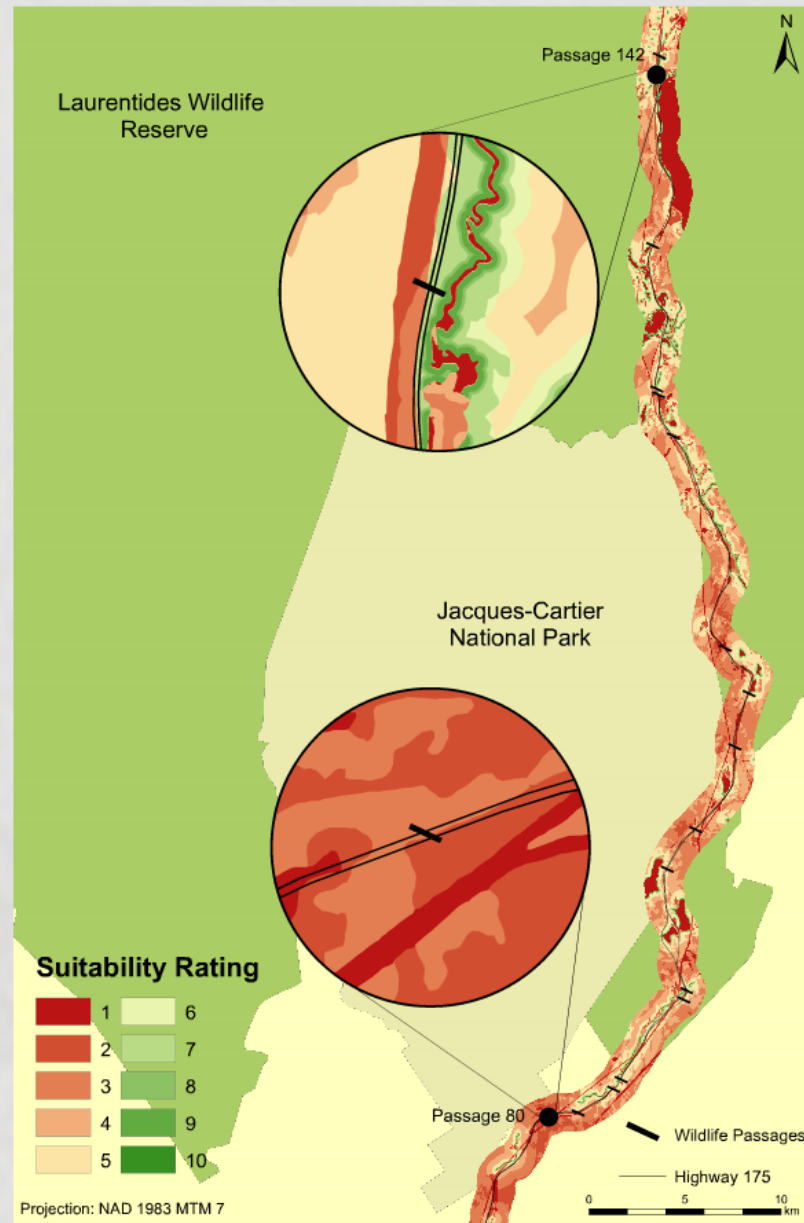 N
Passage 142
Laurentides Wildlife
Reserve
Jacques-Cartier
National Park
Suitability Rating
1 6
2 7
3 8
4 9
5 10
Passage 80
Wildlife Passages
Highway 175
0 5 10
km
Projection: NAD 1983 MTM 7